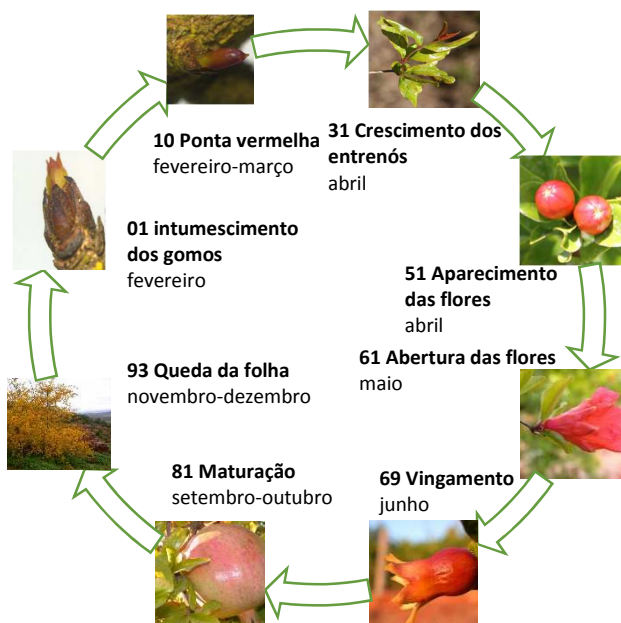 10 Ponta vermelha
fevereiro-março
31 Crescimento dos
entrenós
abril
01 intumescimento
dos gomos
fevereiro
51 Aparecimento
das flores
abril
61 Abertura das flores
maio
93 Queda da folha
novembro-dezembro
81 Maturação
setembro-outubro
69 Vingamento
junho